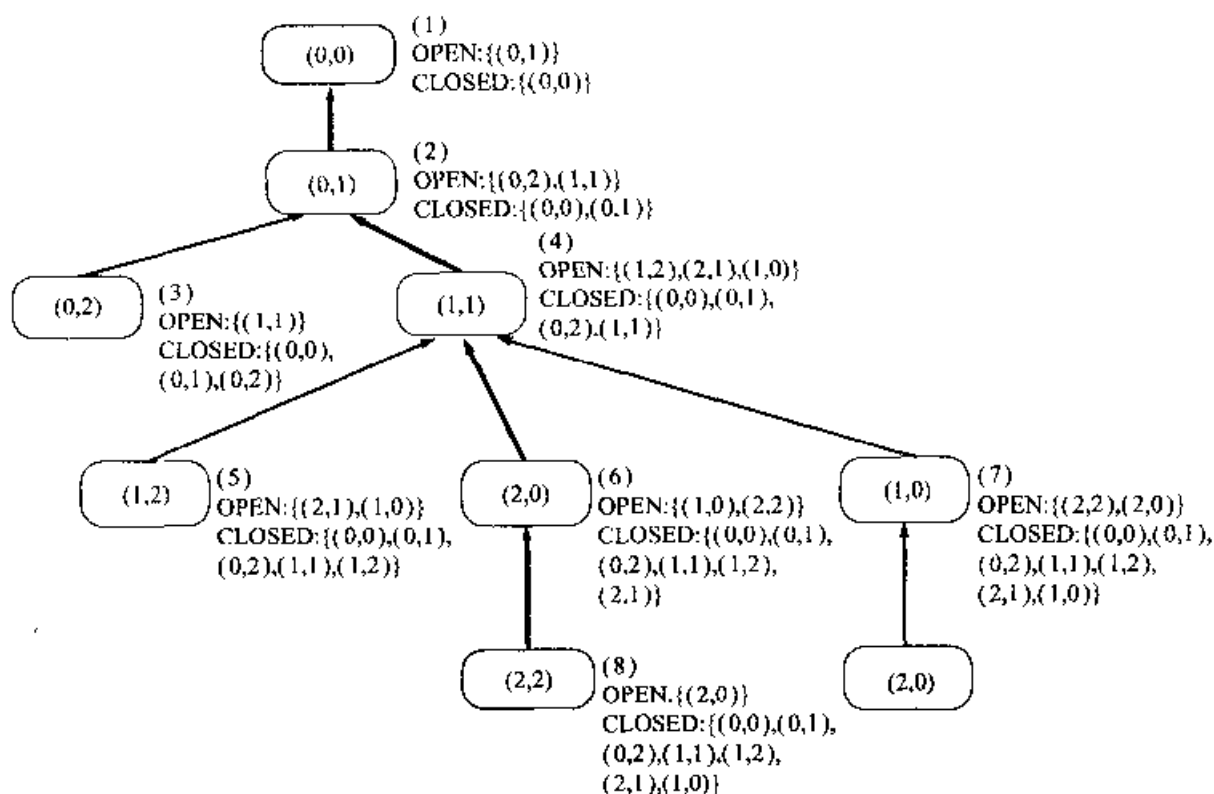 (0,0)
(1)
OPEN:{(0,1)}
CLOSED:{(0,0)}
(0,1)
(2)
OPEN:{(0,2),(1,1)}
CLOSED:{(0,0),(0,1)}
(0,2)
(3)
OPEN:{(1,1)}
CLOSED:{(0,0),
(0,1),(0,2)}
(1,1)
(4)
OPEN:{(1,2),(2,1),(1,0)}
CLOSED:{(0,0),(0,1),
(0,2).(1,1)}
(1,2)
(5)
OPEN:{(2,1),(1,0)}
CLOSED:{(0,0),(0,1),
(0,2),(1,1),(1,2)}
(2,0)
(6)
OPEN:{(1,0),(2,2)}
CLOSED:{(0,0),(0,1),
(0,2),(1,1),(1,2),
(2,1)}
(1,0)
(7)
OPEN:{(2,2),(2,0)}
CLOSED:{(0,0),(0,1),
(0,2),(1,1),(1,2),
(2,1),(1,0)}
(2,2)
(8)
OPEN.{(2,0)}
CLOSED:{(0,0),(0,1),
(0,2),(1,1),(1,2),
(2,1),(1,0)}
(2,0)